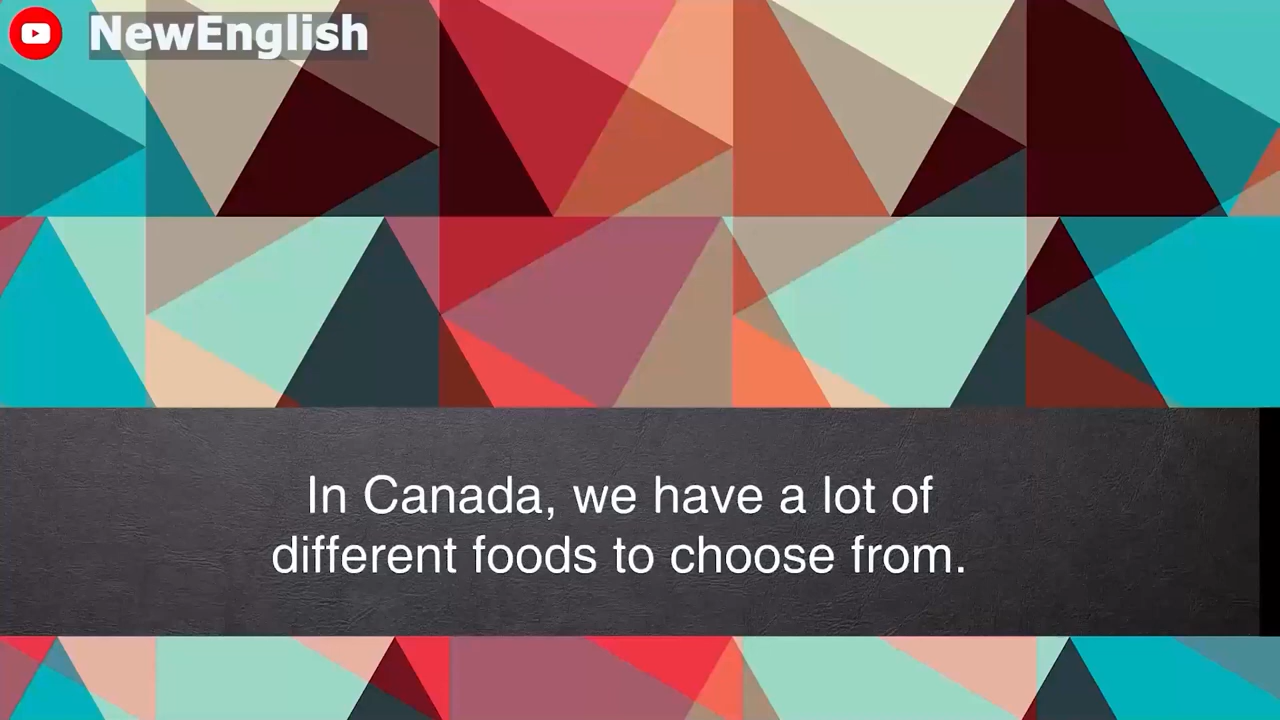 NewEnglish
In Canada, we have a lot of
different foods to choose from.